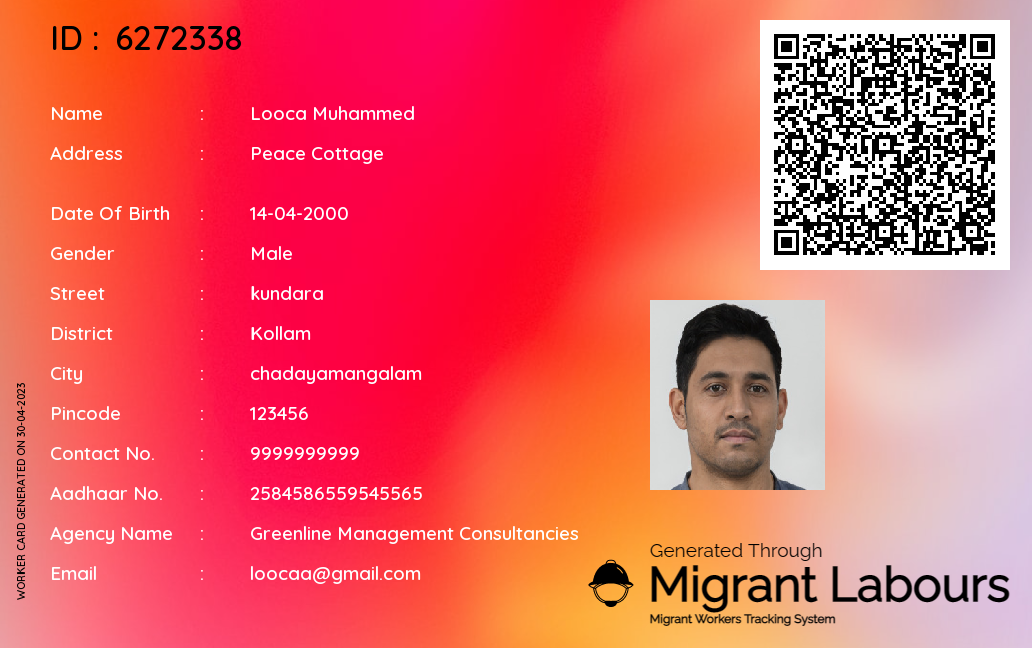 ID : 6272338
Name : Looca Muhammed
Address : Peace Cottage
Date Of Birth : 14-04-2000
Gender : Male
Street : kundara
District : Kollam
City : chadayamangalam
Pincode : 123456
Contact No. : 9999999999
Aadhaar No. : 2584586559545565
Agency Name : Greenline Management Consultancies
Email : loocaa@gmail.com
WORKER CARD GENERATED ON 30-04-2023
Generated Through
Migrant Labours
Migrant Workers Tracking System